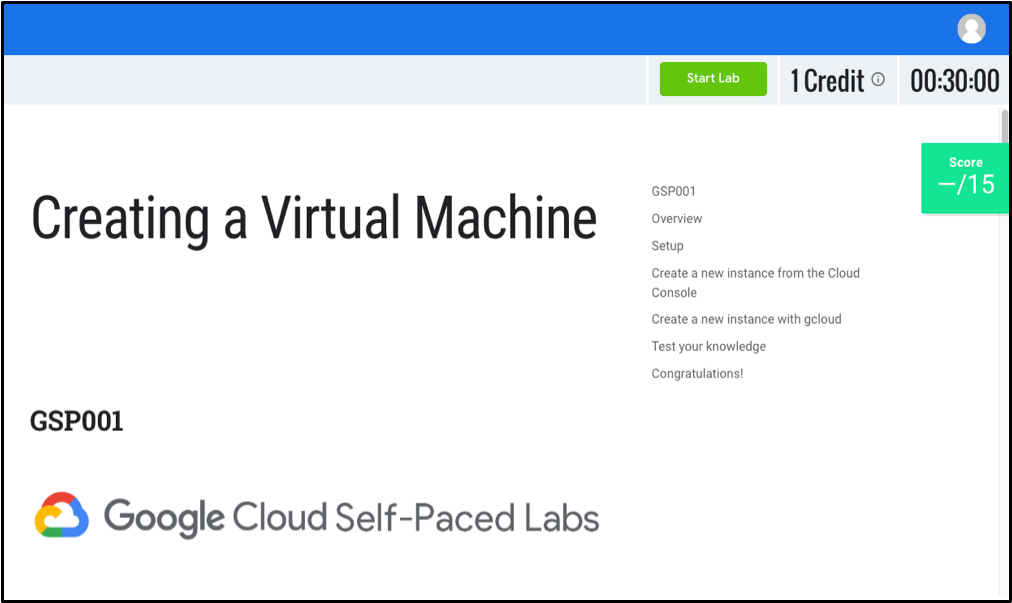 Start Lab
1 Credit
00:30:00
Score
–/15
Creating a Virtual Machine
GSP001
Overview
Setup
Create a new instance from the Cloud
Console
Create a new instance with gcloud
Test your knowledge
Congratulations!
GSP001
Google Cloud Self-Paced Labs